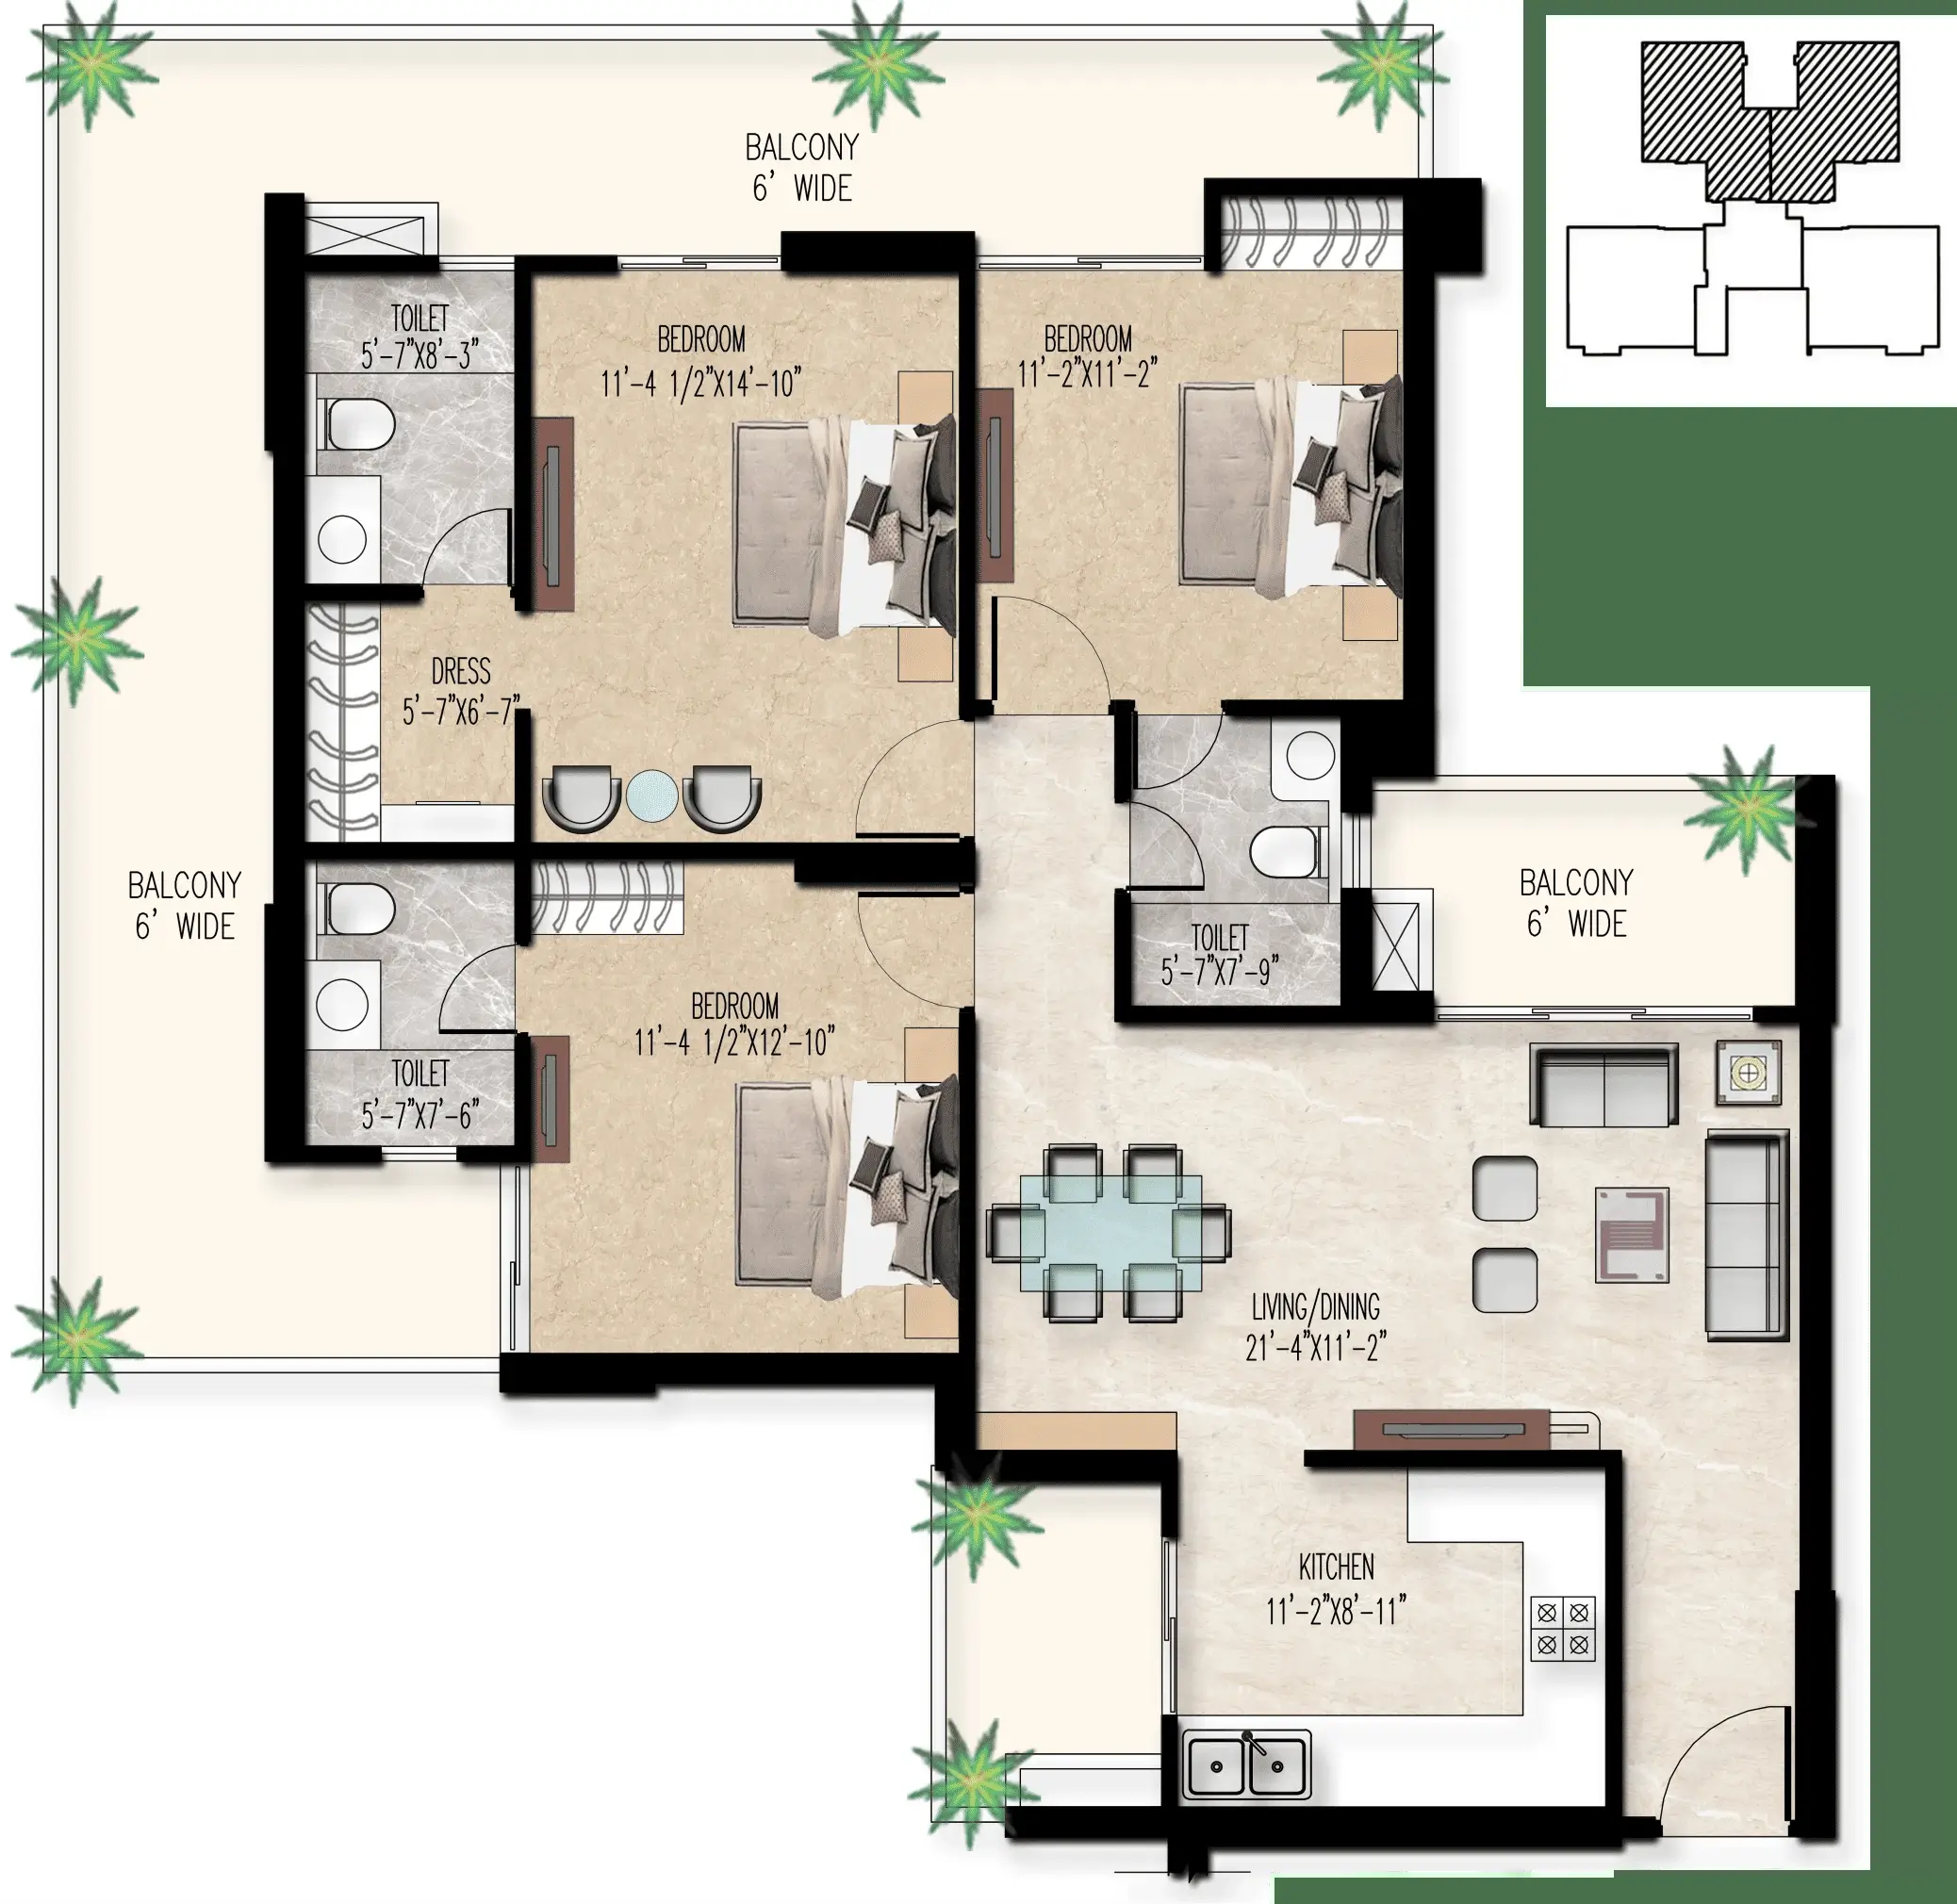 BALCONY
6' WIDE
TOILET
5'-7"X8'-3"
BEDROOM
11'-4 1/2"X14'-10"
BEDROOM
11'-2"X11'-2"
DRESS
5'-7"X6'-7"
BALCONY
6' WIDE
BALCONY
6' WIDE
TOILET
5'-7"X7'-9"
BEDROOM
11'-4 1/2"X12'-10"
TOILET
5'-7"X7'-6"
LIVING/DINING
21'-4"X11'-2"
KITCHEN
11'-2"X8'-11"